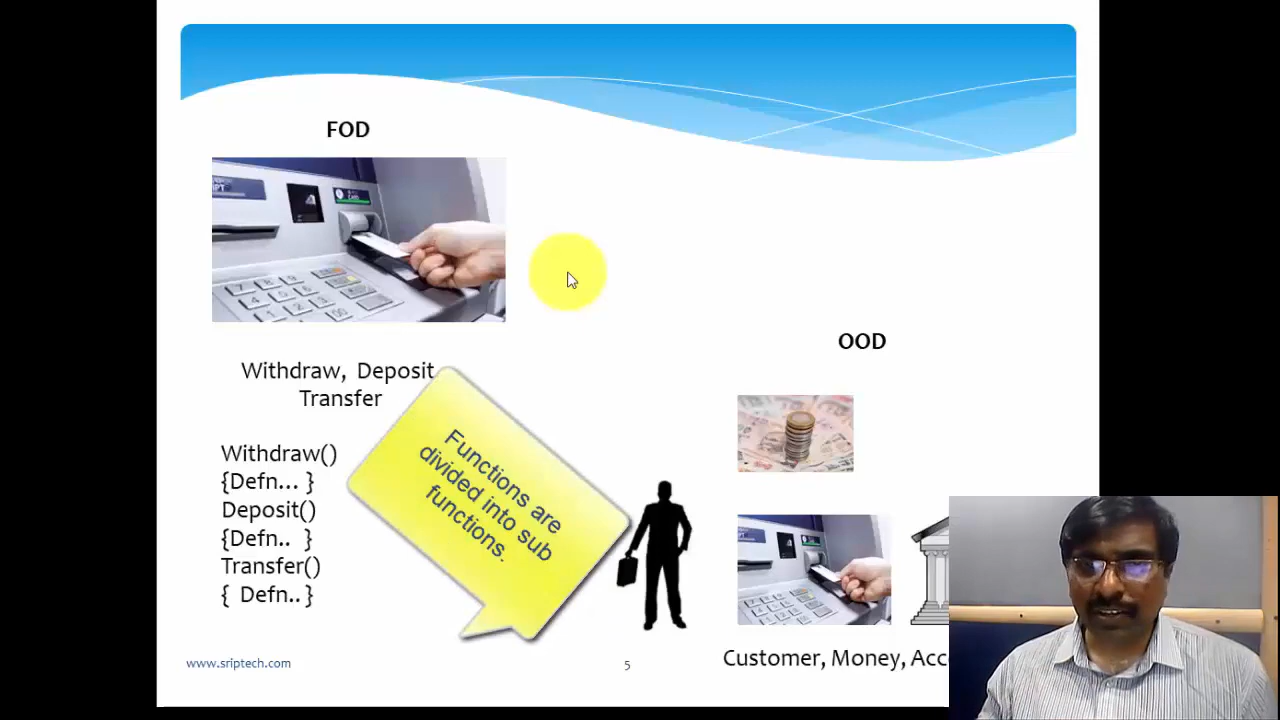 FOD
Withdraw, Deposit
Transfer
Withdraw()
{Defn... }
Deposit()
{Defn.. }
Transfer()
{ Defn.. }
Functions are
divided into sub
functions.
OOD
Customer, Money, Acc
www.sriptech.com
5